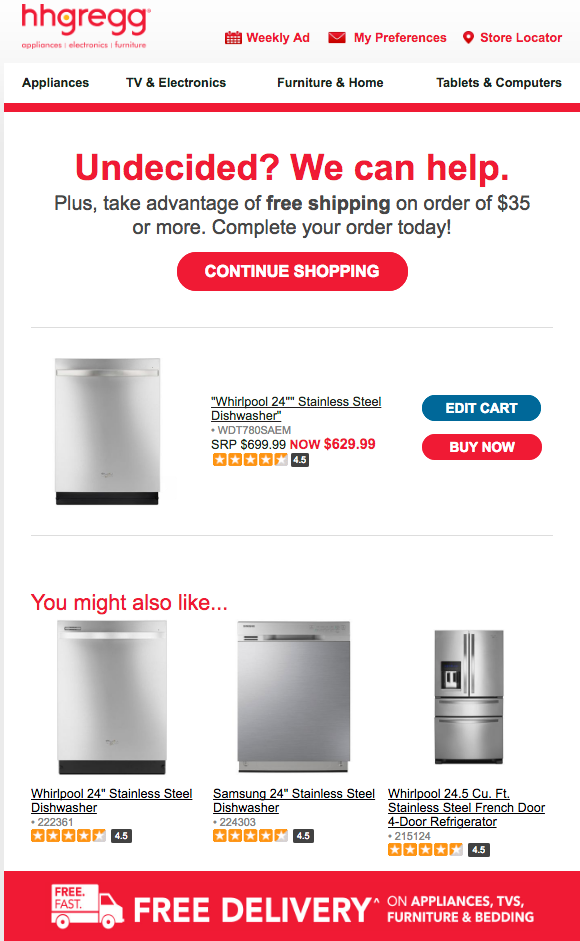 hhgregg®
appliances | electronics | furniture
Weekly Ad
My Preferences
Store Locator
Appliances
TV & Electronics
Furniture & Home
Tablets & Computers
Undecided? We can help.
Plus, take advantage of free shipping on order of $35
or more. Complete your order today!
CONTINUE SHOPPING
"Whirlpool 24"" Stainless Steel
Dishwasher"
• WDT780SAEM
SRP $699.99 NOW $629.99
4.5
EDIT CART
BUY NOW
You might also like...
Whirlpool 24" Stainless Steel
Dishwasher
• 222361
4.5
Samsung 24" Stainless Steel
Dishwasher
• 224303
4.5
Whirlpool 24.5 Cu. Ft.
Stainless Steel French Door
4-Door Refrigerator
• 215124
4.5
FREE.
FAST.
FREE DELIVERY^
ON APPLIANCES, TVS,
FURNITURE & BEDDING